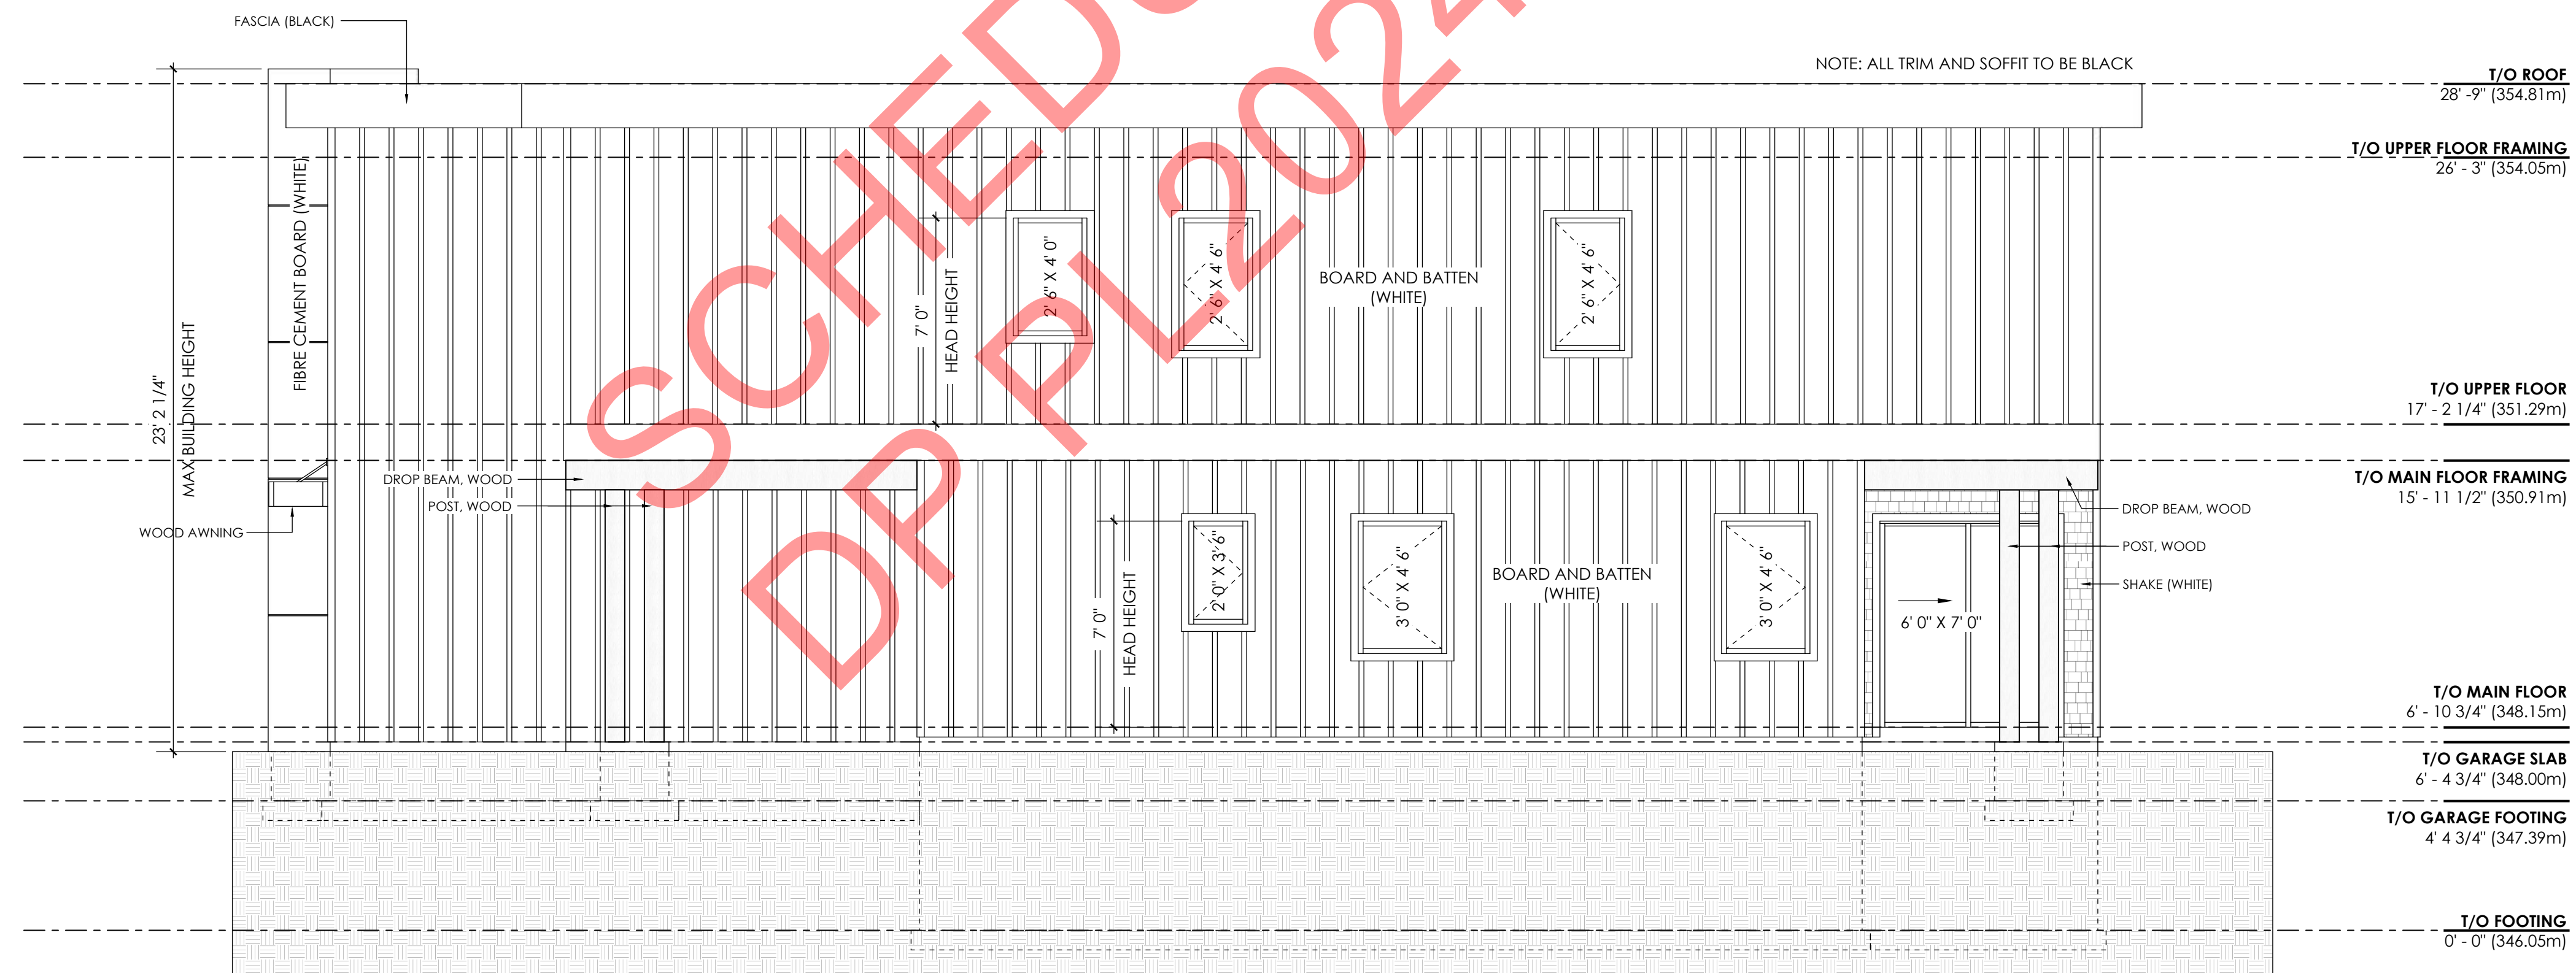 FASCIA (BLACK)
NOTE: ALL TRIM AND SOFFIT TO BE BLACK
T/O ROOF
28' -9" (354.81m)
T/O UPPER FLOOR FRAMING
26' - 3" (354.05m)
FIBRE CEMENT BOARD (WHITE)
23' 2 1/4"
MAX BUILDING HEIGHT
7' 0"
HEAD HEIGHT
2' 6" X 4' 0"
2' 6" X 4' 6"
BOARD AND BATTEN
(WHITE)
2' 6" X 4' 6"
T/O UPPER FLOOR
17' - 2 1/4" (351.29m)
T/O MAIN FLOOR FRAMING
15' - 11 1/2" (350.91m)
DROP BEAM, WOOD
POST, WOOD
WOOD AWNING
7' 0"
HEAD HEIGHT
2' 0" X 3' 6"
3' 0" X 4' 6"
BOARD AND BATTEN
(WHITE)
3' 0" X 4' 6"
6' 0" X 7' 0"
DROP BEAM, WOOD
POST, WOOD
SHAKE (WHITE)
T/O MAIN FLOOR
6' - 10 3/4" (348.15m)
T/O GARAGE SLAB
6' - 4 3/4" (348.00m)
T/O GARAGE FOOTING
4' 4 3/4" (347.39m)
T/O FOOTING
0' - 0" (346.05m)
DP PL2024